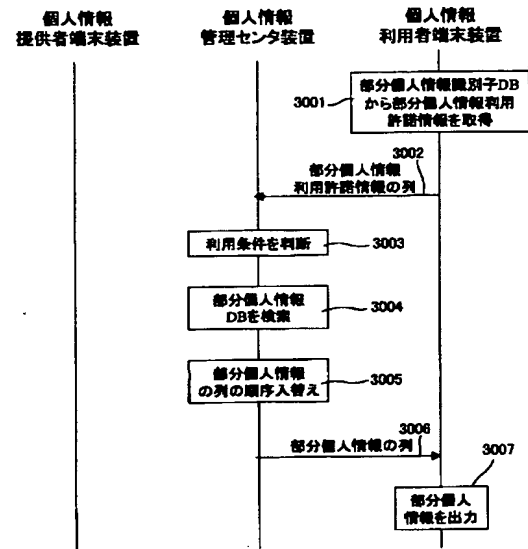 個人情報
提供者端末装置
個人情報
管理センタ装置
個人情報
利用者端末装置
3001
部分個人情報識別子DB
から部分個人情報利用
許諾情報を取得
3002
部分個人情報
利用許諾情報の列
利用条件を判断
3003
部分個人情報
DBを検索
3004
部分個人情報
の列の順序入替え
3005
3006
部分個人情報の列
3007
部分個人
情報を出力